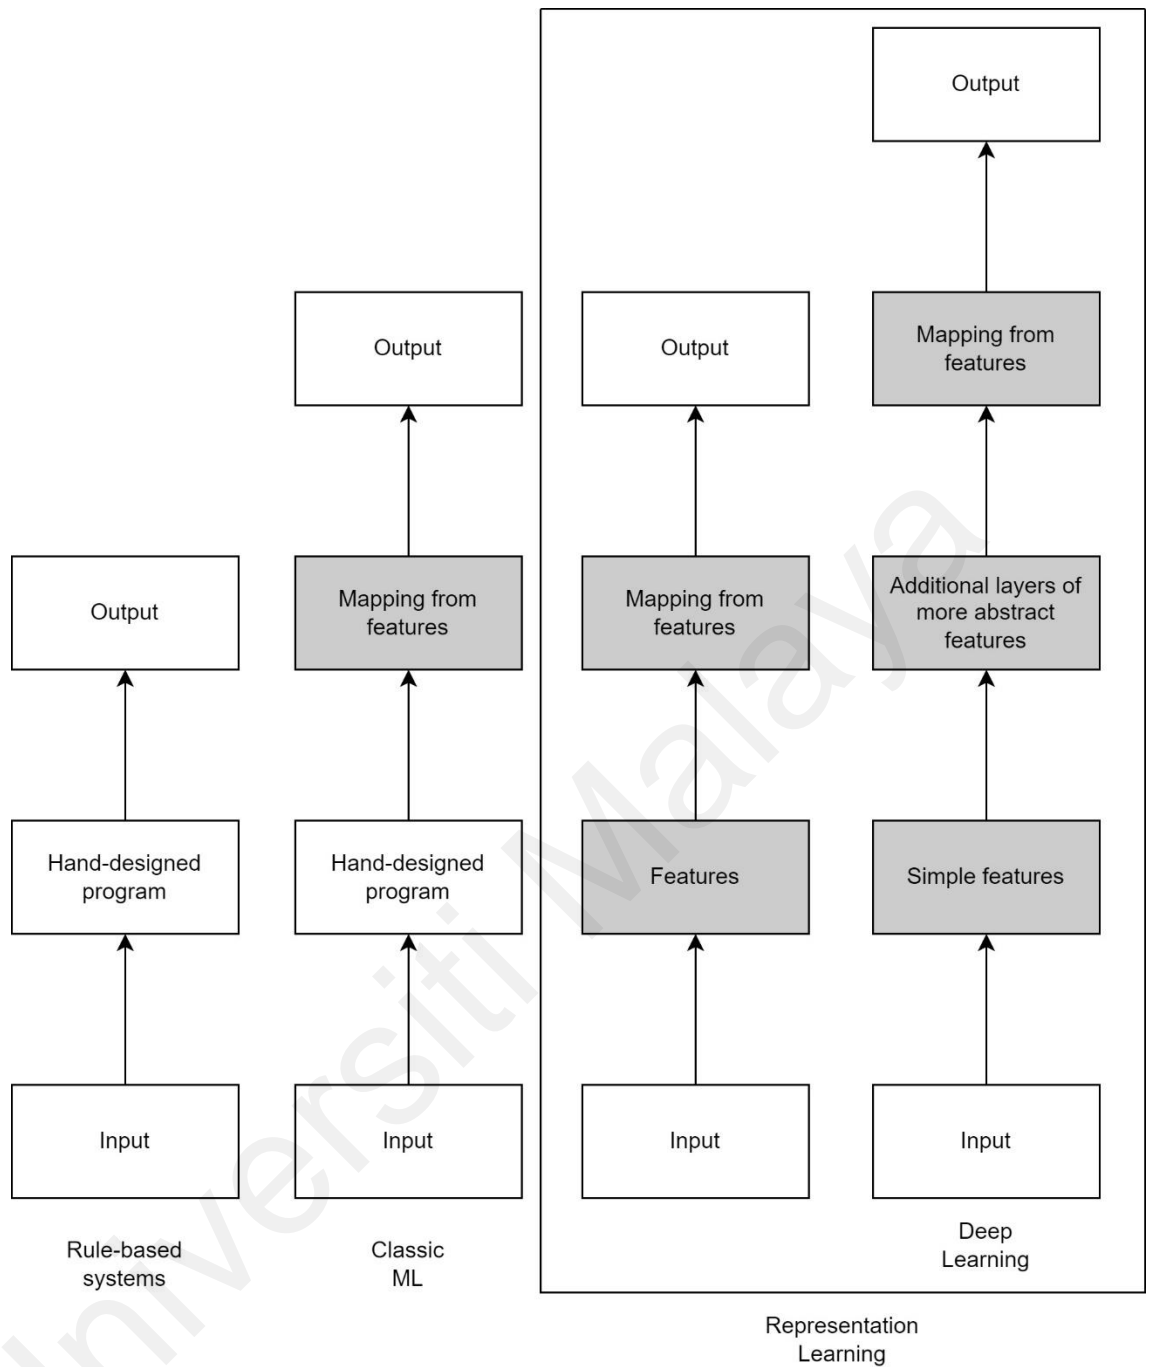 Output
Output
Output
Mapping from
features
Output
Mapping from
features
Mapping from
features
Additional layers of
more abstract
features
Hand-designed
program
Hand-designed
program
Features
Simple features
Input
Input
Input
Input
Rule-based
systems
Classic
ML
Deep
Learning
Representation
Learning
Universiti Malaya